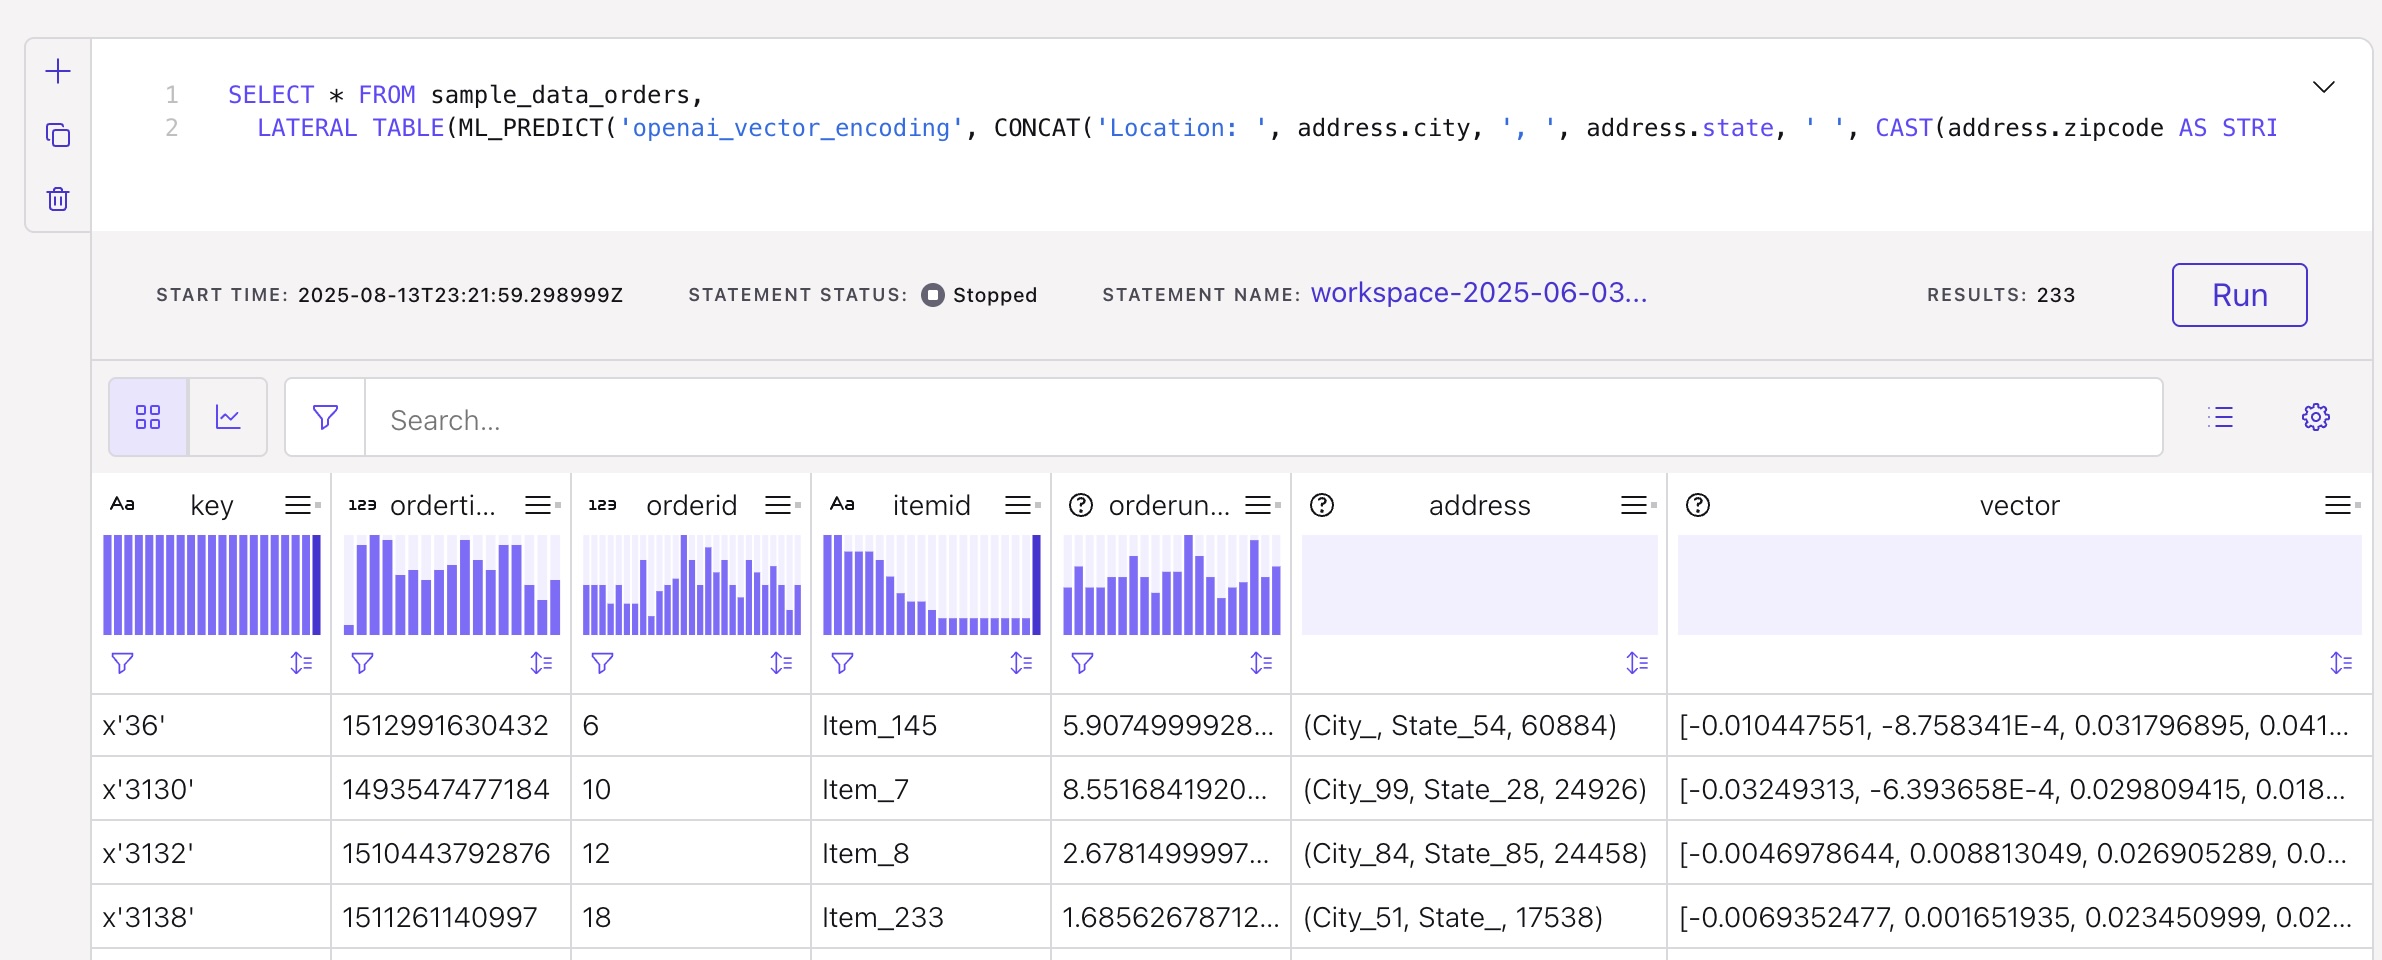 1 SELECT * FROM sample_data_orders,
2 LATERAL TABLE(ML_PREDICT('openai_vector_encoding', CONCAT('Location: ', address.city, ', ', address.state, ' ', CAST(address.zipcode AS STRI
START TIME: 2025-08-13T23:21:59.298999Z STATEMENT STATUS: Stopped STATEMENT NAME: workspace-2025-06-03... RESULTS: 233 Run
Search...
Aa key 123 orderti... 123 orderid Aa itemid orderun... address vector
x'36' 1512991630432 6 Item_145 5.9074999928... (City_, State_54, 60884) [-0.010447551, -8.758341E-4, 0.031796895, 0.041...
x'3130' 1493547477184 10 Item_7 8.5516841920... (City_99, State_28, 24926) [-0.03249313, -6.393658E-4, 0.029809415, 0.018...
x'3132' 1510443792876 12 Item_8 2.6781499997... (City_84, State_85, 24458) [-0.0046978644, 0.008813049, 0.026905289, 0.0...
x'3138' 1511261140997 18 Item_233 1.68562678712... (City_51, State_, 17538) [-0.0069352477, 0.001651935, 0.023450999, 0.02...